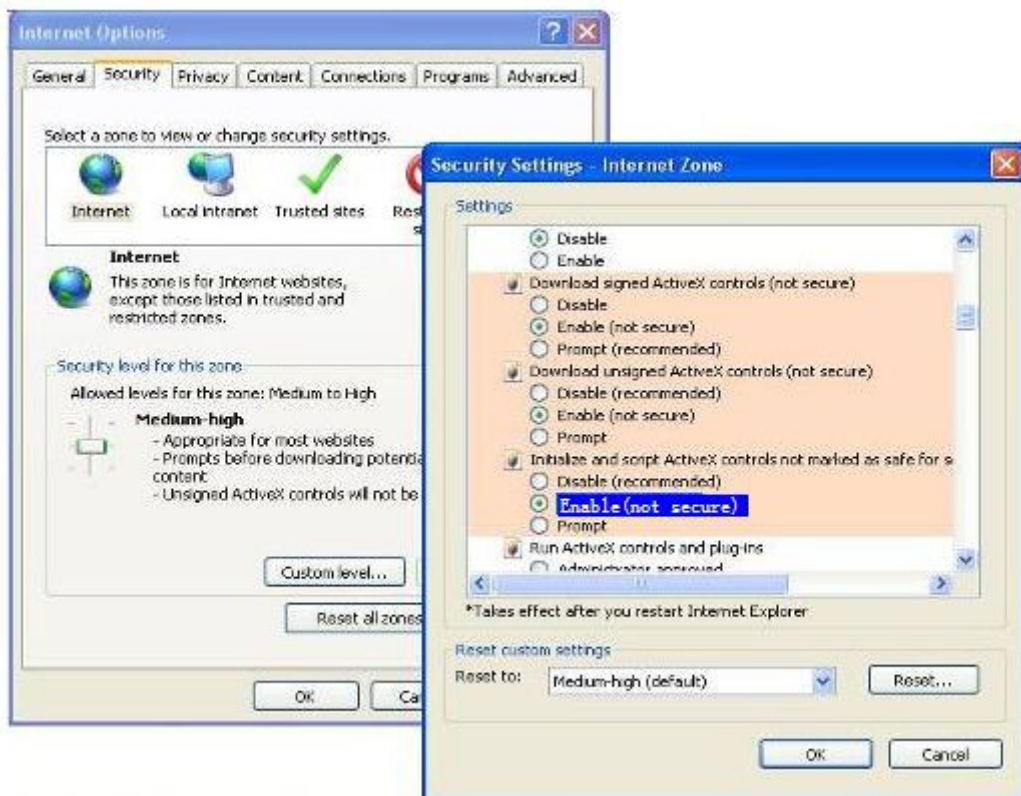 Internet Options
General Security Privacy Content Connections Programs Advanced
Select a zone to view or change security settings.
Internet Local intranet Trusted sites
Internet
This zone is for Internet websites,
except those listed in trusted and
restricted zones.
Security level for this zone
Allowed levels for this zone: Medium to High
Medium-high
- Appropriate for most websites
- Prompts before downloading
content
- Unsigned ActiveX controls will not be
Custom level...
Reset all zones
OK
Security Settings - Internet Zone
Settings
Disable
Enable
Download signed ActiveX controls (not secure)
Disable
Enable (not secure)
Prompt (recommended)
Download unsigned ActiveX controls (not secure)
Disable (recommended)
Enable (not secure)
Prompt
Initialize and script ActiveX controls not marked as safe for s
Disable (recommended)
Enable(not secure)
Prompt
Run ActiveX controls and plug-ins
Administrator approved
*Takes effect after you restart Internet Explorer
Reset custom settings
Reset to: Medium-high (default) Reset...
OK Cancel